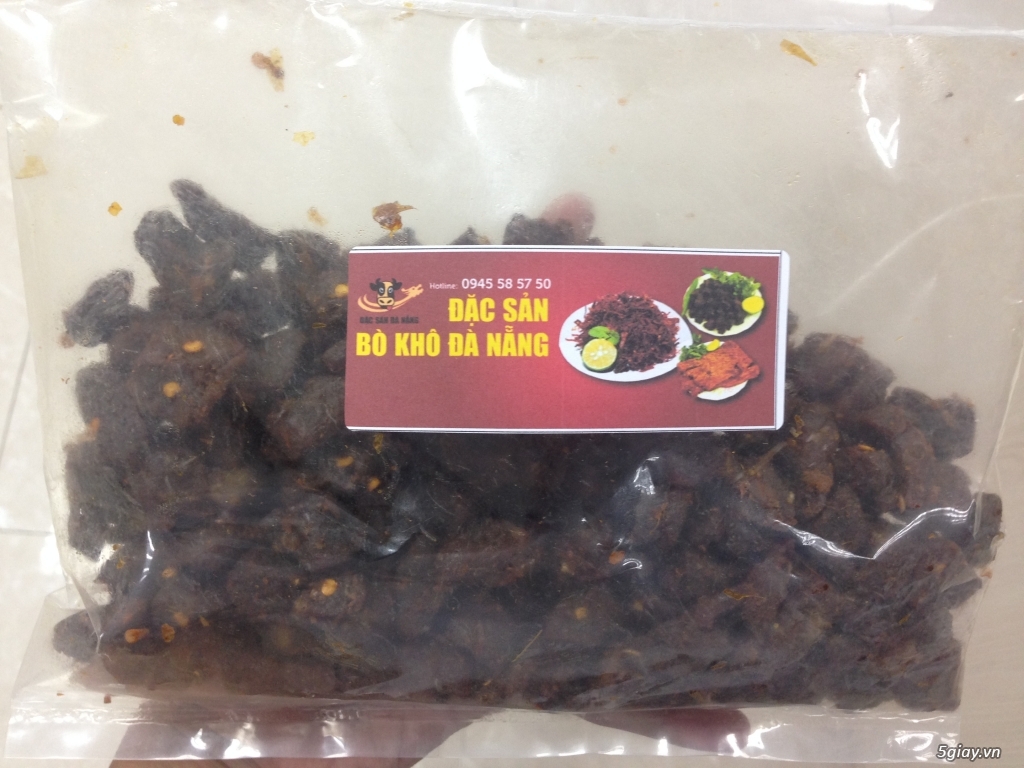 Hotline: 0945 58 57 50
ĐẶC SẢN ĐÀ NẴNG
ĐẶC SẢN
BÒ KHÔ ĐÀ NẴNG
5giay.vn